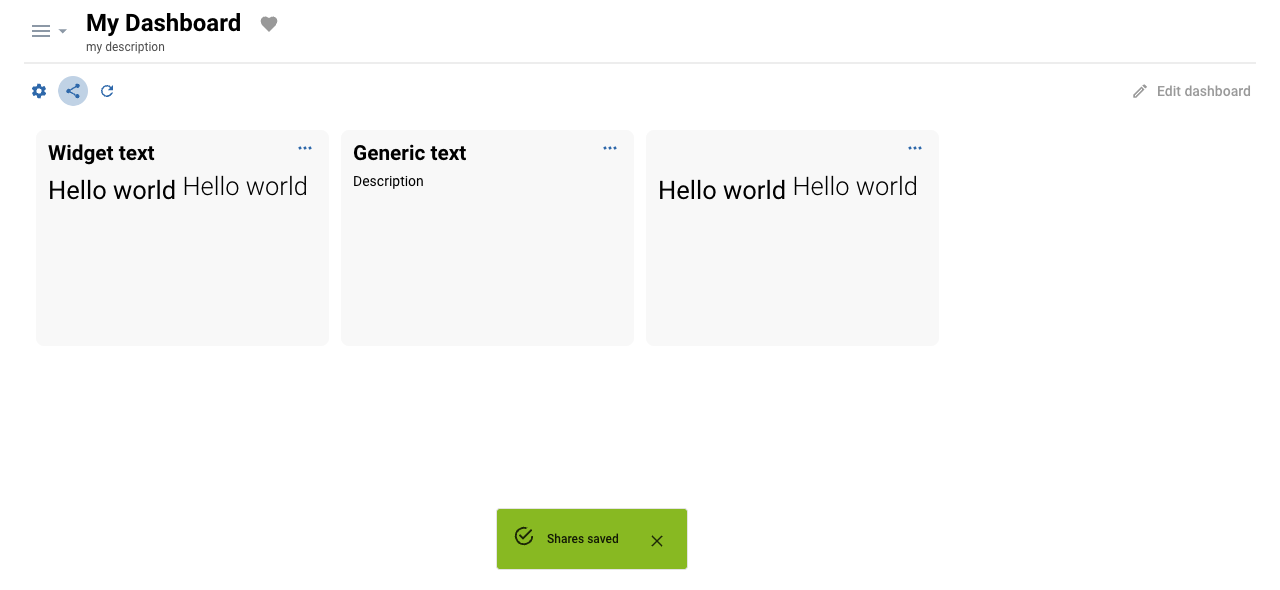 My Dashboard
my description
Edit dashboard
Widget text
Hello world Hello world
Generic text
Description
Hello world Hello world
Shares saved